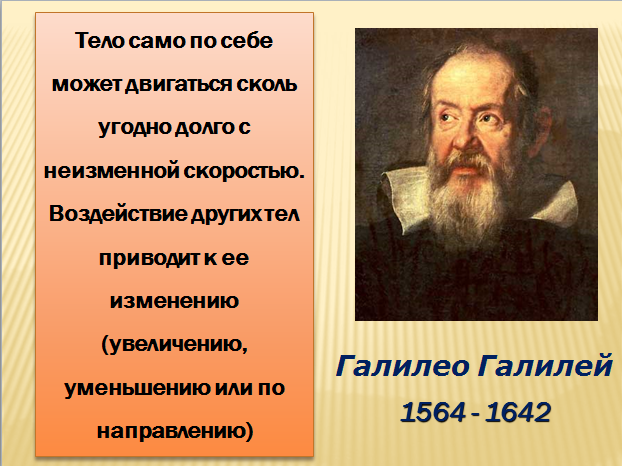 Тело само по себе
может двигаться сколь
угодно долго с
неизменной скоростью.
Воздействие других тел
приводит к ее
изменению
(увеличению,
уменьшению или по
направлению)
Галилео Галилей
1564 - 1642